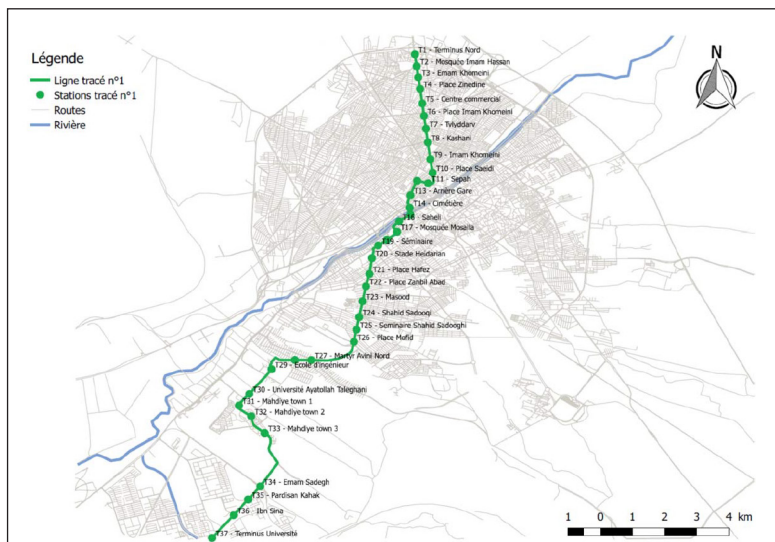 Légende
Ligne tracé n°1
Stations tracé n°1
Routes
Rivière
N
T1 - Terminus Nord
T2 - Mosquée Imam Hassan
T3 - Emam Khomeini
T4 - Place Zinedine
T5 - Centre commercial
T6 - Place Imam Khomeini
T7 - Tvlyddarv
T8 - Kashani
T9 - Imam Khomeini
T10 - Place Saeidi
T11 - Sepah
T13 - Arrière Gare
T14 - Cimétière
T16 - Saheli
T17 - Mosquée Mosalla
T19 - Séminaire
T20 - Stade Heidarian
T21 - Place Hafez
T22 - Place Zanbil Abad
T23 - Masood
T24 - Shahid Sadooqi
T25 - Seminaire Shahid Sadooghi
T26 - Place Mofid
T27 - Martyr Avini Nord
T29 - Ecole d'ingénieur
T30 - Université Ayatollah Taleghani
T31 - Mahdiye town 1
T32 - Mahdiye town 2
T33 - Mahdiye town 3
T34 - Emam Sadegh
T35 - Pardisan Kahak
T36 - Ibn Sina
T37 - Terminus Université
1 0 1 2 3 4 km